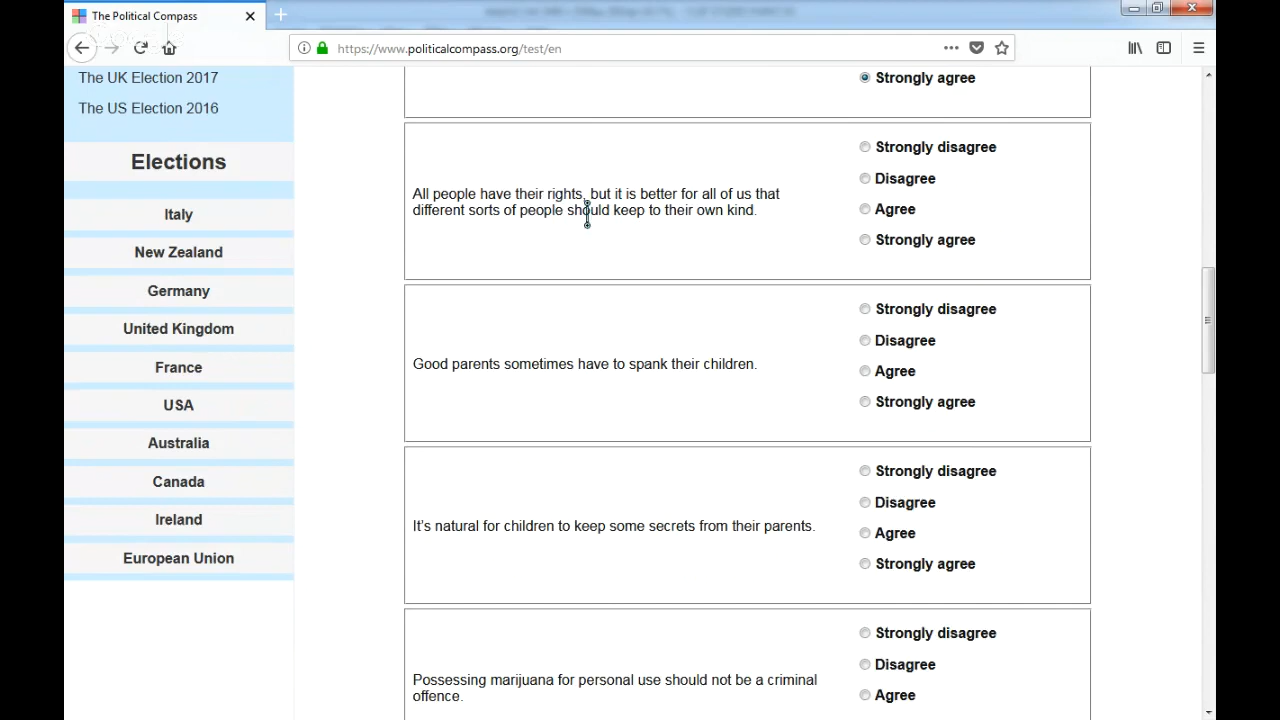 The Political Compass
https://www.politicalcompass.org/test/en
The UK Election 2017
The US Election 2016
Elections
Italy
New Zealand
Germany
United Kingdom
France
USA
Australia
Canada
Ireland
European Union
Strongly agree
All people have their rights, but it is better for all of us that
different sorts of people should keep to their own kind.
Strongly disagree
Disagree
Agree
Strongly agree
Good parents sometimes have to spank their children.
Strongly disagree
Disagree
Agree
Strongly agree
It's natural for children to keep some secrets from their parents.
Strongly disagree
Disagree
Agree
Strongly agree
Possessing marijuana for personal use should not be a criminal
offence.
Strongly disagree
Disagree
Agree